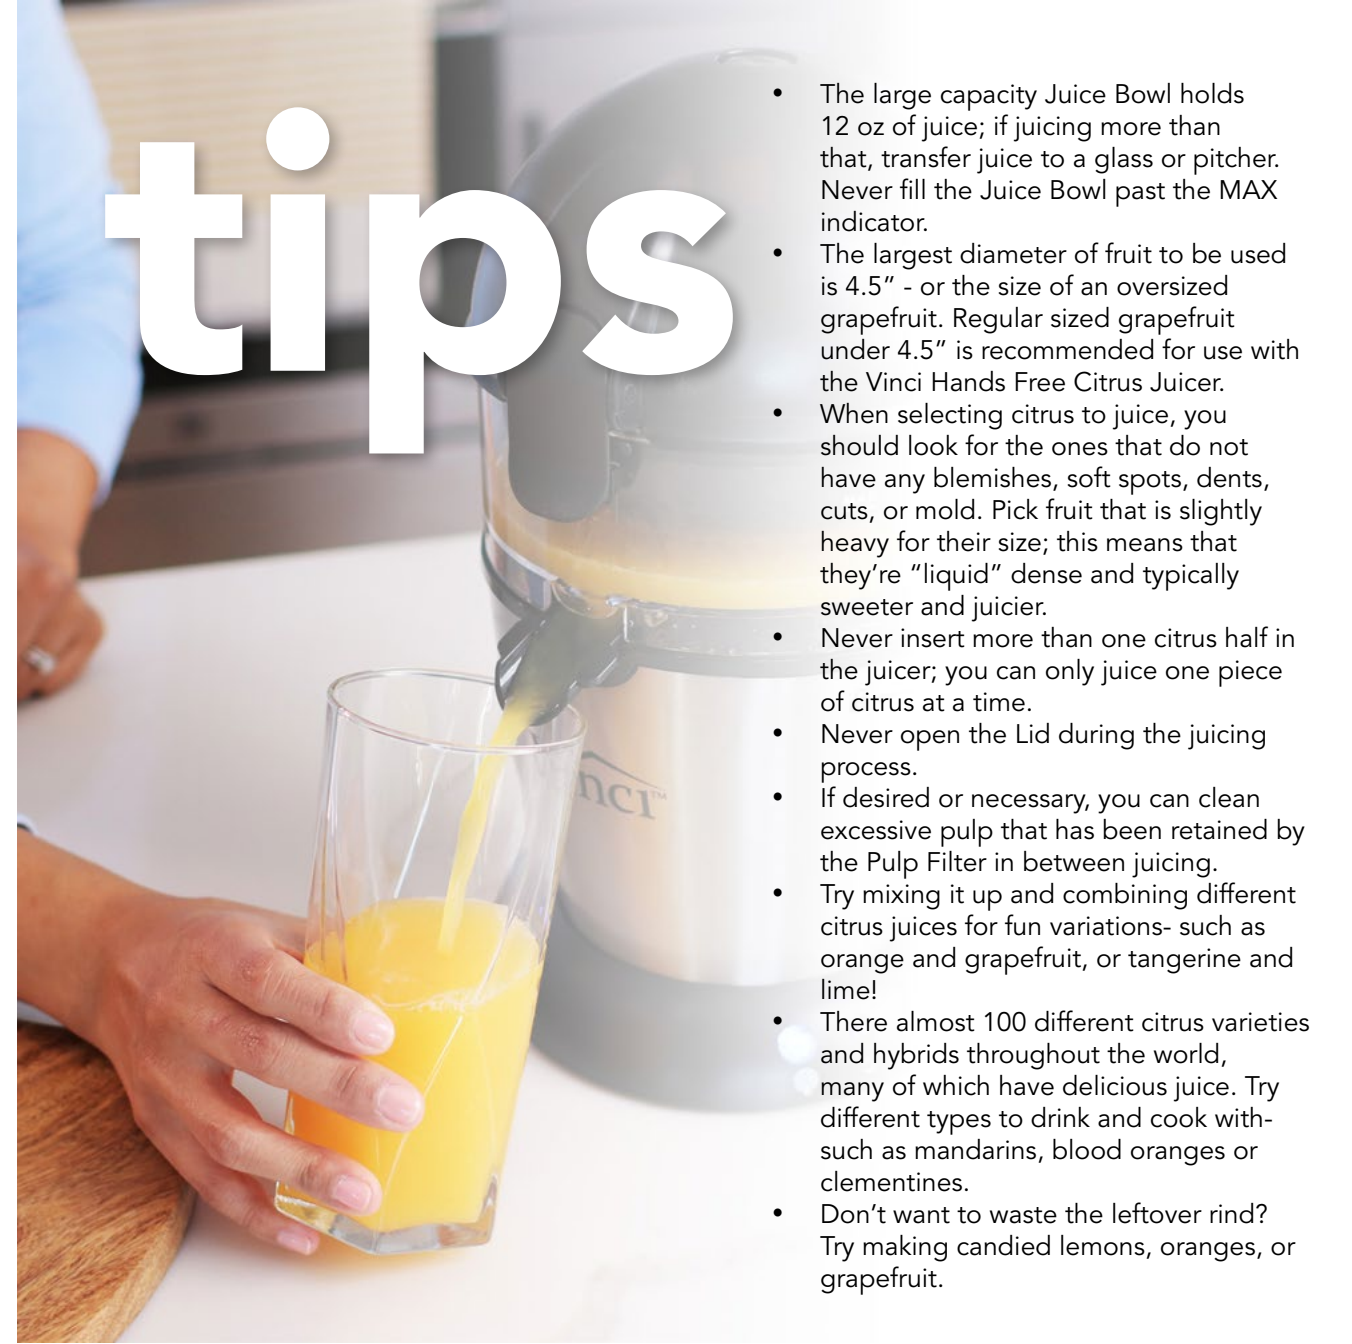 tips
• The large capacity Juice Bowl holds
12 oz of juice; if juicing more than
that, transfer juice to a glass or pitcher.
Never fill the Juice Bowl past the MAX
indicator.
• The largest diameter of fruit to be used
is 4.5” - or the size of an oversized
grapefruit. Regular sized grapefruit
under 4.5” is recommended for use with
the Vinci Hands Free Citrus Juicer.
• When selecting citrus to juice, you
should look for the ones that do not
have any blemishes, soft spots, dents,
cuts, or mold. Pick fruit that is slightly
heavy for their size; this means that
they’re “liquid” dense and typically
sweeter and juicier.
• Never insert more than one citrus half in
the juicer; you can only juice one piece
of citrus at a time.
• Never open the Lid during the juicing
process.
• If desired or necessary, you can clean
excessive pulp that has been retained by
the Pulp Filter in between juicing.
• Try mixing it up and combining different
citrus juices for fun variations- such as
orange and grapefruit, or tangerine and
lime!
• There almost 100 different citrus varieties
and hybrids throughout the world,
many of which have delicious juice. Try
different types to drink and cook with-
such as mandarins, blood oranges or
clementines.
• Don’t want to waste the leftover rind?
Try making candied lemons, oranges, or
grapefruit.